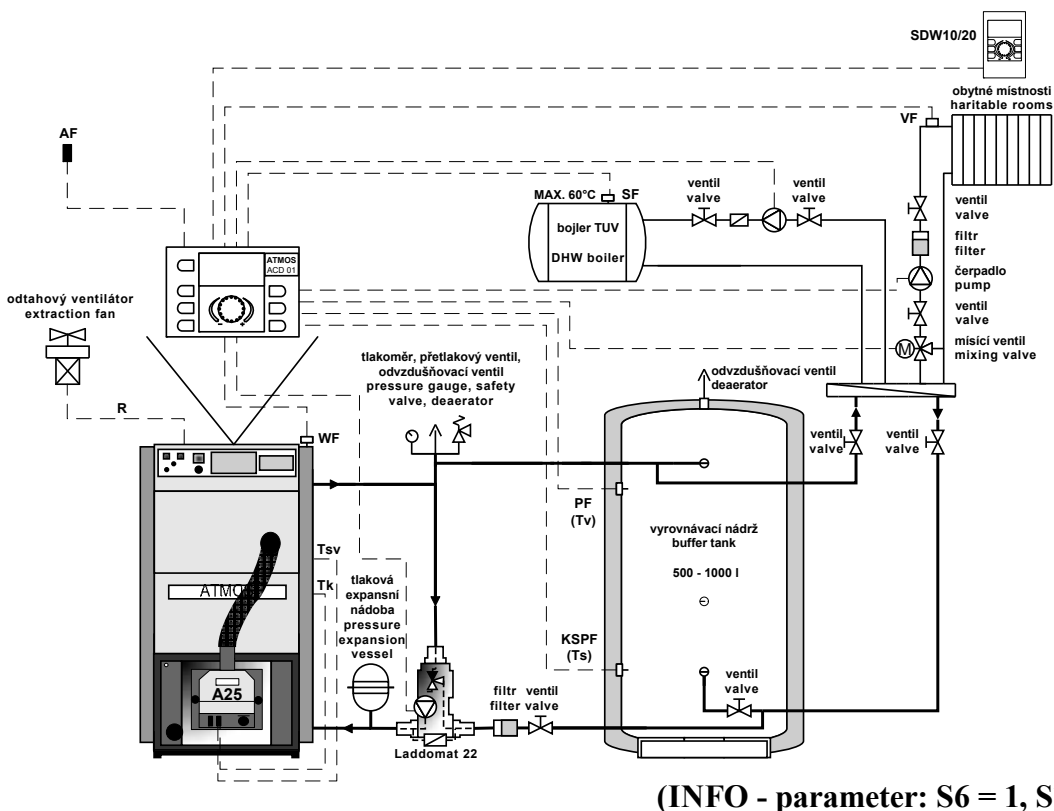 SDW10/20
obytné místnosti
haritable rooms
VF
AF
MAX. 60°C
SF
ventil
valve
ventil
valve
ventil
valve
bojler TUV
DHW boiler
filtr
filter
ATMOS
ACD 01
- +
čerpadlo
pump
odtahový ventilátor
extraction fan
ventil
valve
M
mísící ventil
mixing valve
tlakoměr, přetlakový ventil,
odvzdušňovací ventil
pressure gauge, safety
valve, deaerator
odvzdušňovací ventil
deaerator
R
WF
ventil
valve
ventil
valve
PF
(Tv)
vyrovnávací nádrž
buffer tank
500 - 1000 l
Tsv
Tk
tlaková
expansní
nádoba
pressure
expansion
vessel
KSPF
(Ts)
A25
ventil
valve
filtr
filter
ventil
valve
Laddomat 22
(INFO - parameter: S6 = 1, S